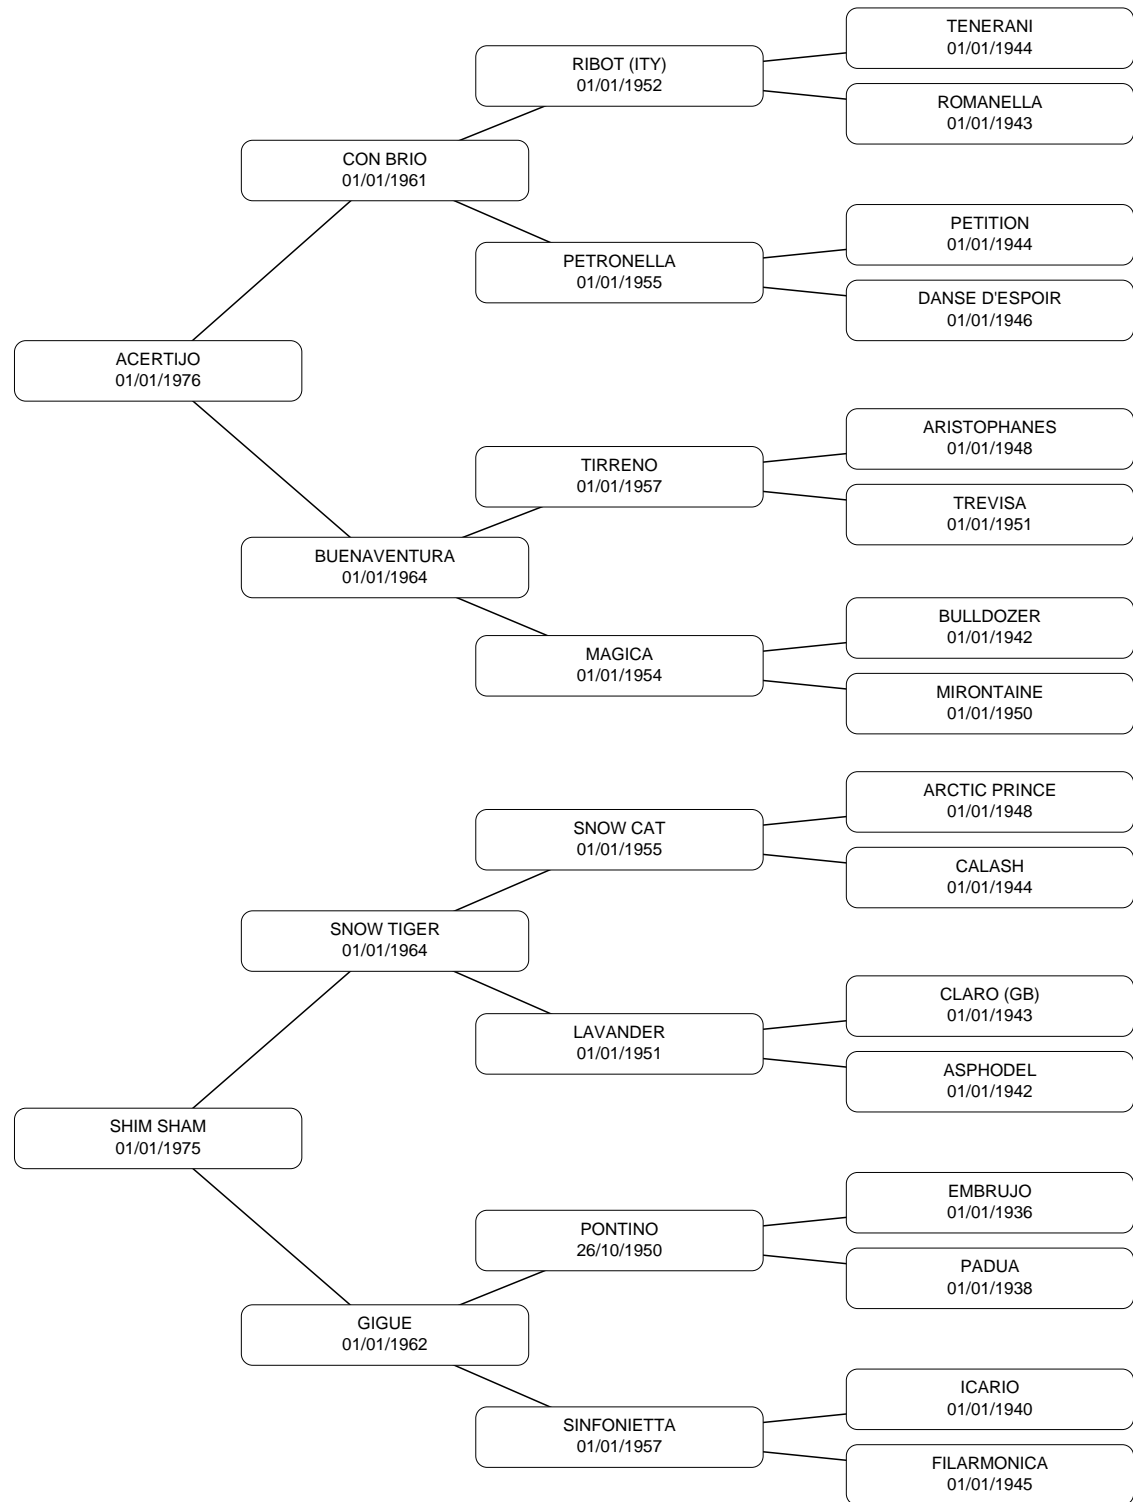 TENERANI
01/01/1944
RIBOT (ITY)
01/01/1952
ROMANELLA
01/01/1943
CON BRIO
01/01/1961
PETITION
01/01/1944
PETRONELLA
01/01/1955
DANSE D'ESPOIR
01/01/1946
ACERTIJO
01/01/1976
ARISTOPHANES
01/01/1948
TIRRENO
01/01/1957
TREVISA
01/01/1951
BUENAVENTURA
01/01/1964
BULLDOZER
01/01/1942
MAGICA
01/01/1954
MIRONTAINE
01/01/1950
ARCTIC PRINCE
01/01/1948
SNOW CAT
01/01/1955
CALASH
01/01/1944
SNOW TIGER
01/01/1964
CLARO (GB)
01/01/1943
LAVANDER
01/01/1951
ASPHODEL
01/01/1942
SHIM SHAM
01/01/1975
EMBRUJO
01/01/1936
PONTINO
26/10/1950
PADUA
01/01/1938
GIGUE
01/01/1962
ICARIO
01/01/1940
SINFONIETTA
01/01/1957
FILARMONICA
01/01/1945